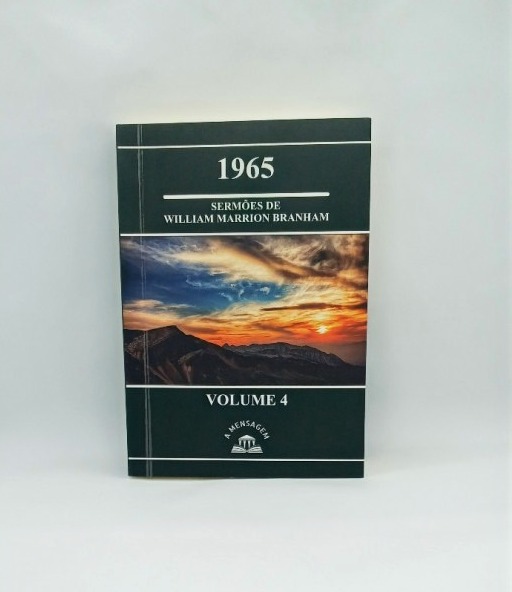 1965
SERMÕES DE
WILLIAM MARRION BRANHAM
VOLUME 4
A MENSAGEM